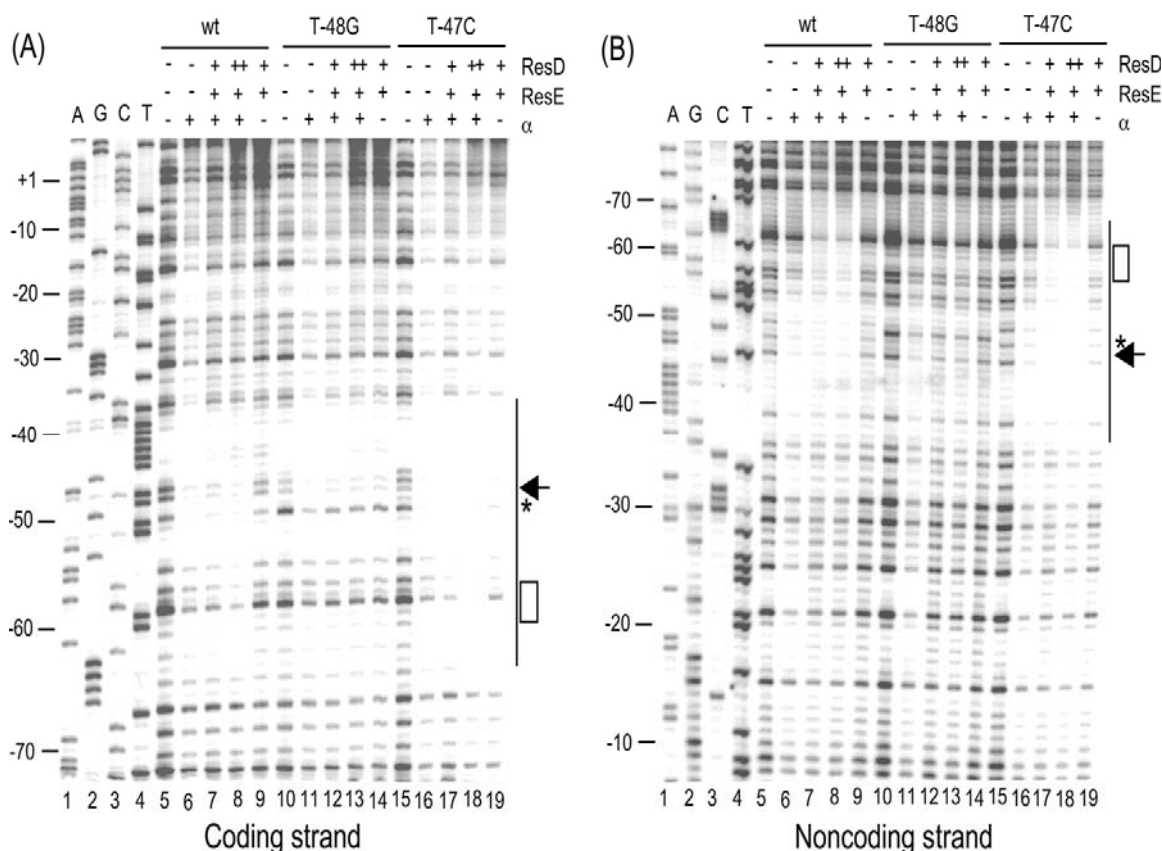 (A)
wt T-48G T-47C
- - + ++ + - - + ++ + - - + ++ + ResD
+ + + + + + + + + ResE
+ + + - + + + - + + + - α
A G C T
+1
-10
-20
-30
-40
-50
-60
-70
*
1 2 3 4 5 6 7 8 9 10 11 12 13 14 15 16 17 18 19
Coding strand
(B)
wt T-48G T-47C
- - + ++ + - - + ++ + - - + ++ + ResD
+ + + + + + + + + ResE
+ + + - + + + - + + + - α
A G C T
-70
-60
-50
-40
-30
-20
-10
*
1 2 3 4 5 6 7 8 9 10 11 12 13 14 15 16 17 18 19
Noncoding strand